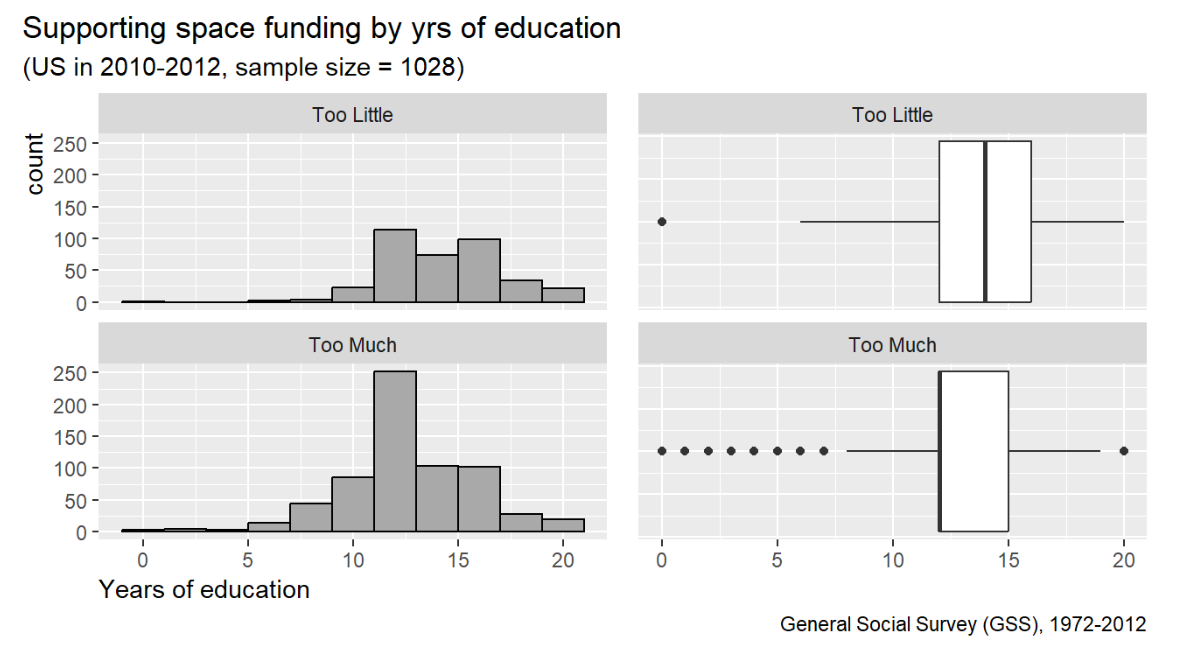 Supporting space funding by yrs of education
(US in 2010-2012, sample size = 1028)
Too Little
Too Little
count
250
200
150
100
50
0
Too Much
Too Much
250
200
150
100
50
0
0 5 10 15 20
0 5 10 15 20
Years of education
General Social Survey (GSS), 1972-2012